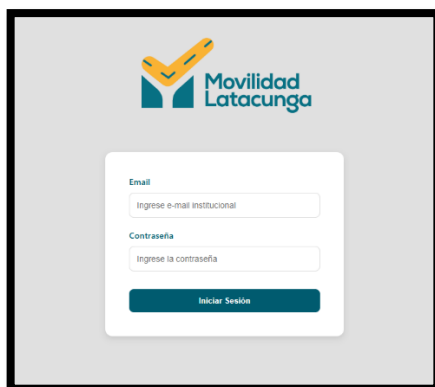 Movilidad
Latacunga
Email
Ingrese e-mail institucional
Contraseña
Ingrese la contraseña
Iniciar Sesión